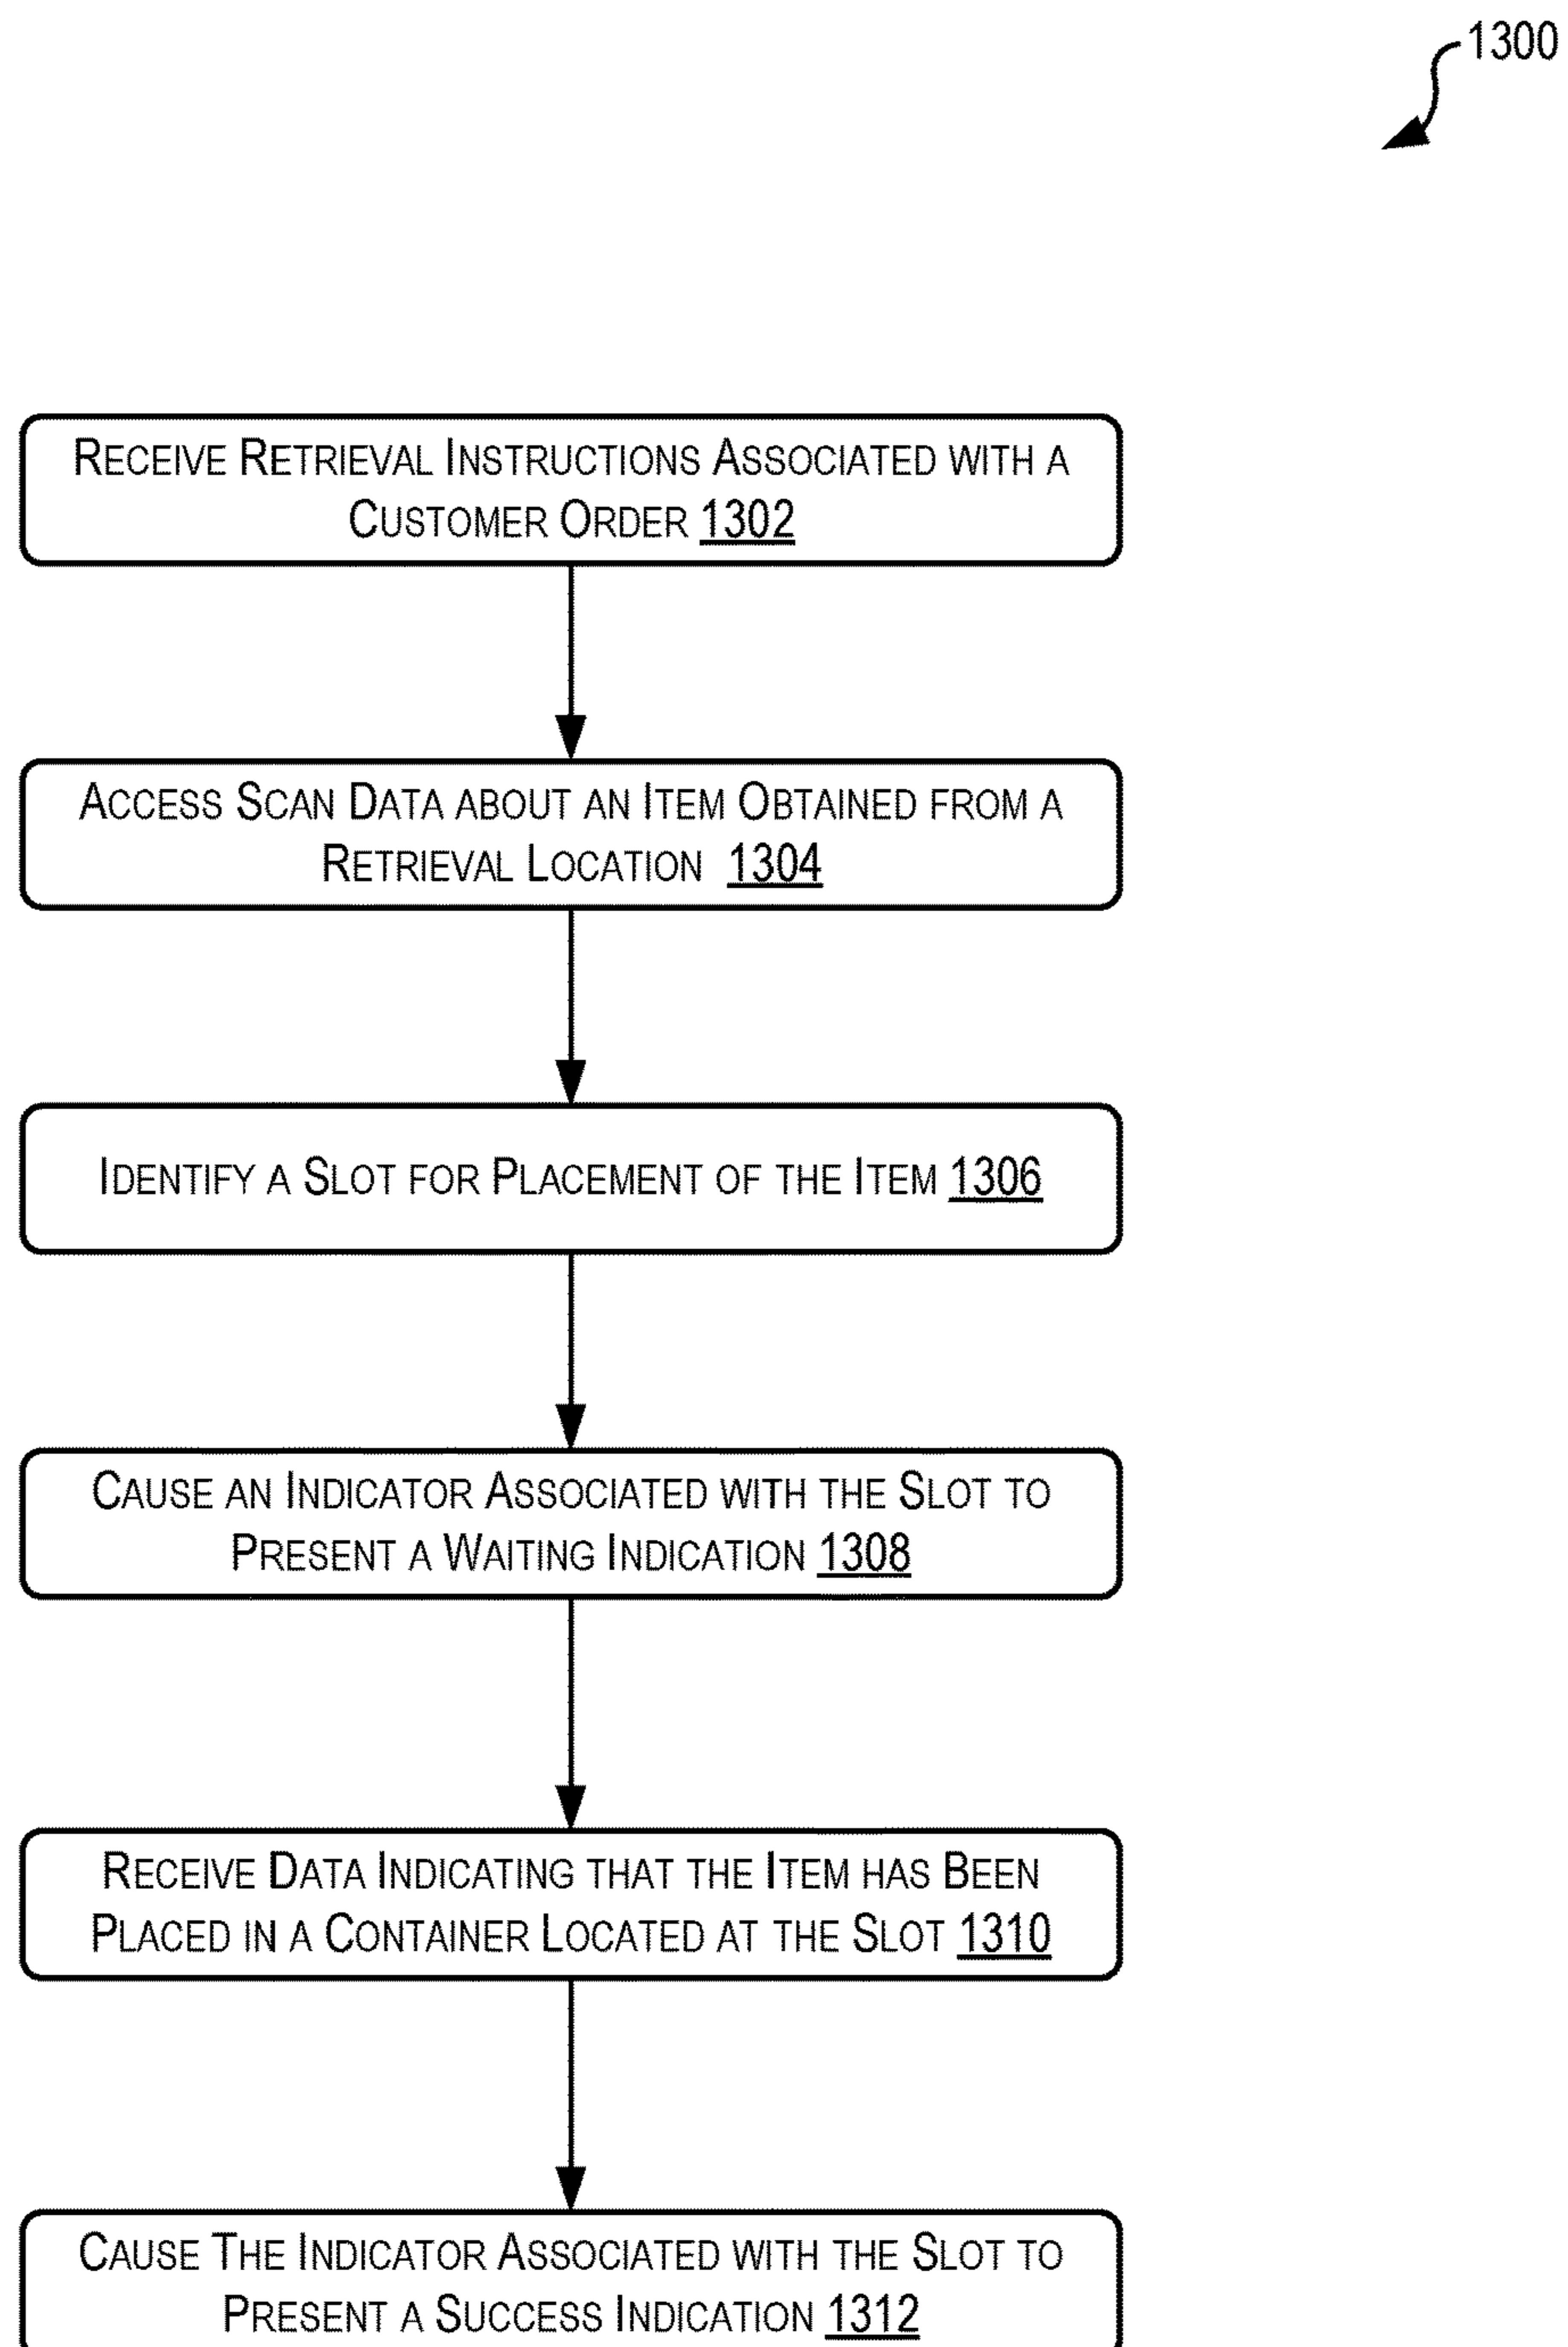 1300
Receive Retrieval Instructions Associated with a
Customer Order 1302
Access Scan Data about an Item Obtained from a
Retrieval Location 1304
Identify a Slot for Placement of the Item 1306
Cause an Indicator Associated with the Slot to
Present a Waiting Indication 1308
Receive Data Indicating that the Item has Been
Placed in a Container Located at the Slot 1310
Cause The Indicator Associated with the Slot to
Present a Success Indication 1312